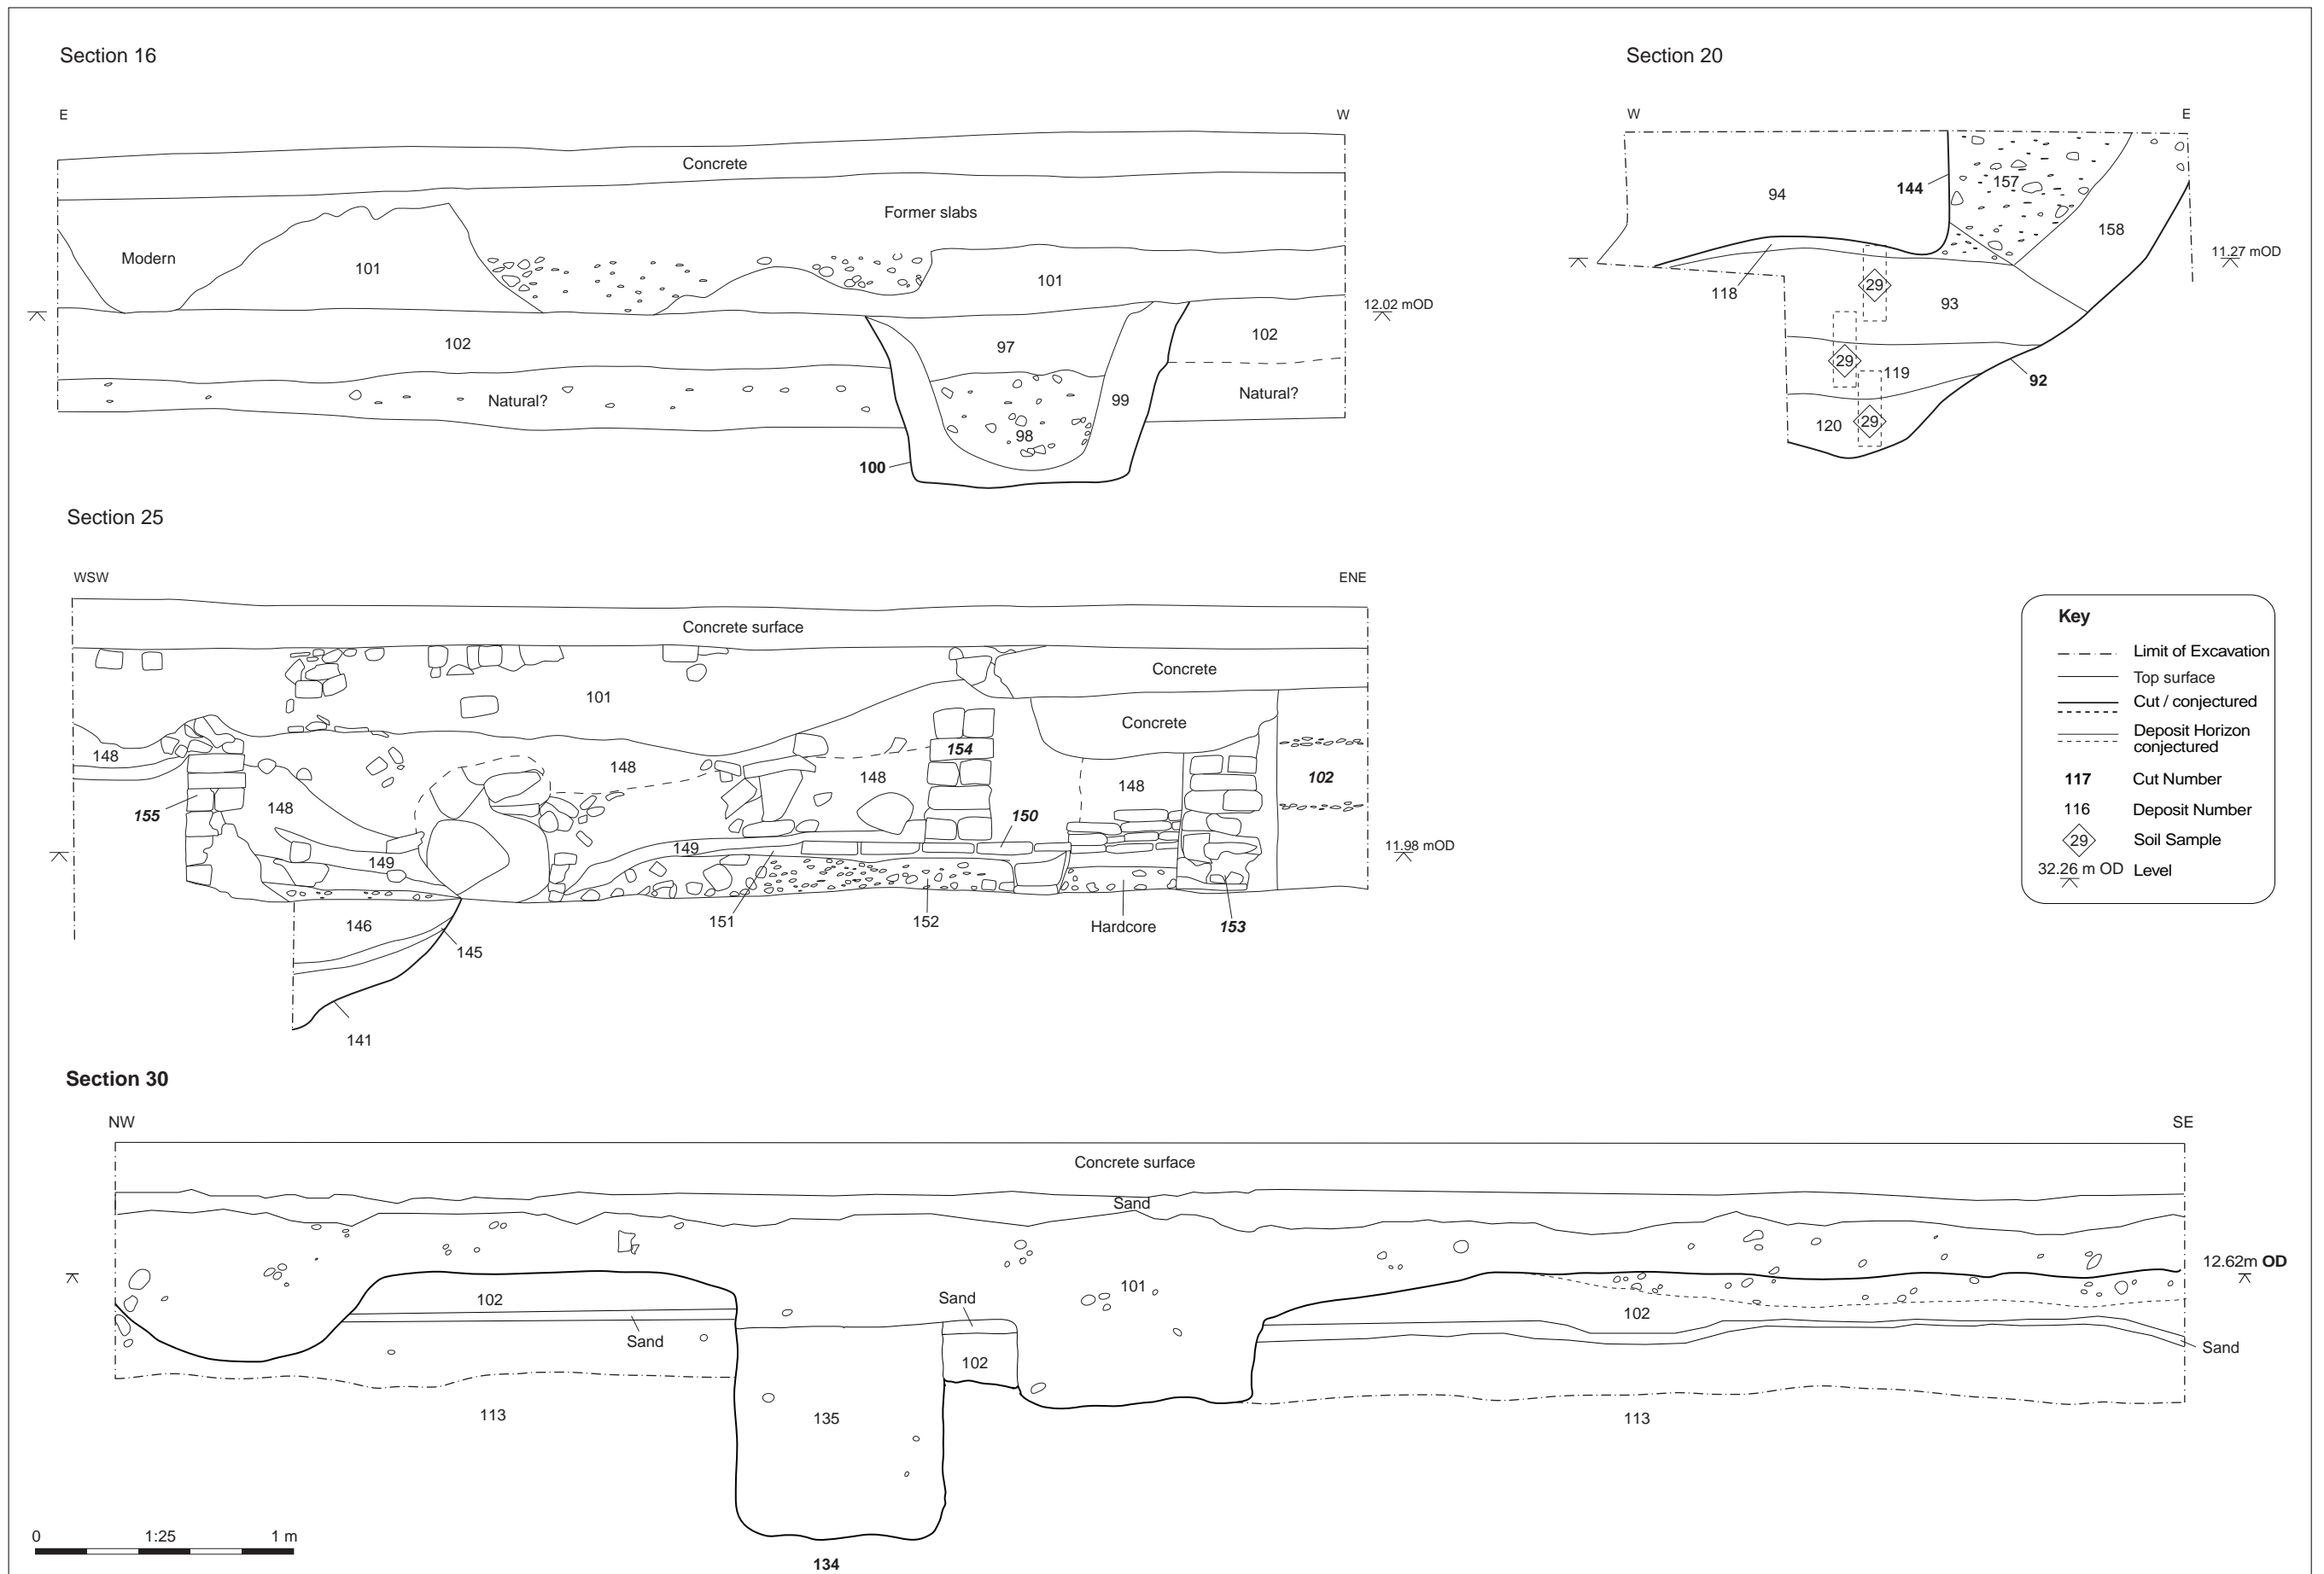 Section 16
E
W
Concrete
Former slabs
Modern
101
101
12.02 mOD
102
97
102
Natural?
99
Natural?
98
100
Section 20
W
E
94
144
157
158
11.27 mOD
118
29
93
29
119
92
120
29
Section 25
WSW
ENE
Concrete surface
Concrete
101
Concrete
148
154
148
148
102
148
155
148
150
149
149
11.98 mOD
151
152
Hardcore
153
146
145
141
Key
Limit of Excavation
Top surface
Cut / conjectured
Deposit Horizon
conjectured
117 Cut Number
116 Deposit Number
29 Soil Sample
32.26 m OD Level
Section 30
NW
SE
Concrete surface
Sand
12.62m OD
101
102
Sand
102
Sand
Sand
102
113
135
113
0 1:25 1 m
134